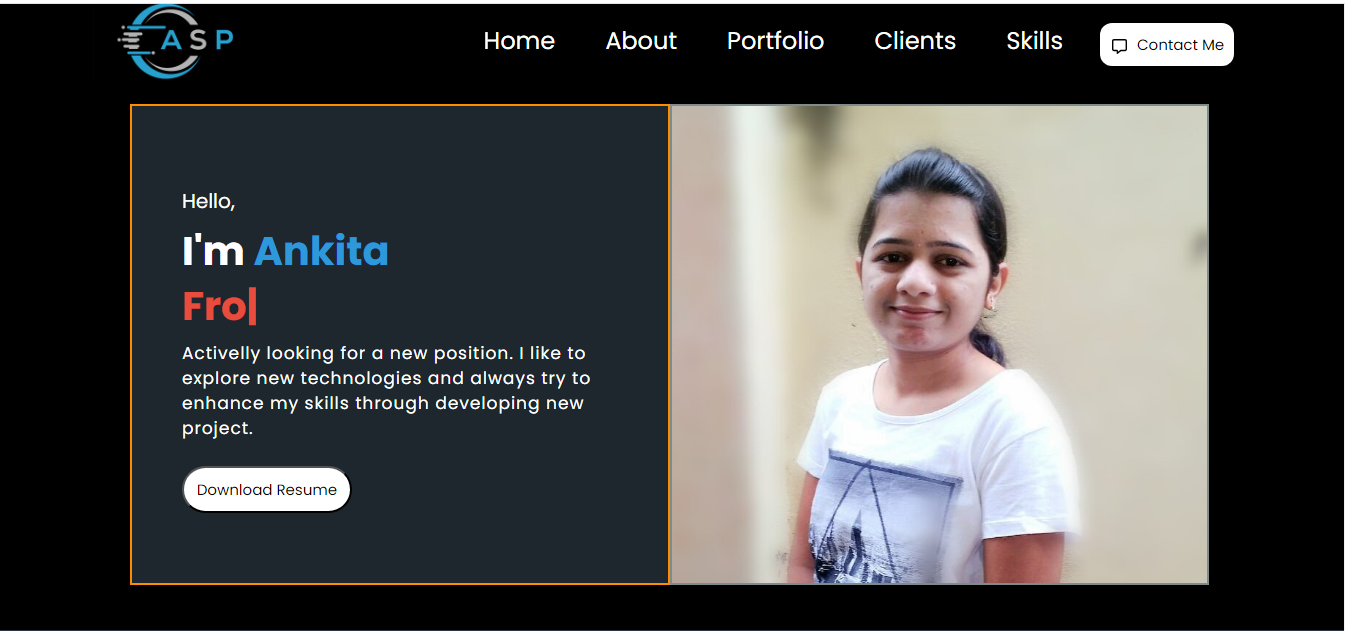 ASP
Home About Portfolio Clients Skills Contact Me
Hello,
I'm Ankita
Fro|
Activelly looking for a new position. I like to
explore new technologies and always try to
enhance my skills through developing new
project.
Download Resume